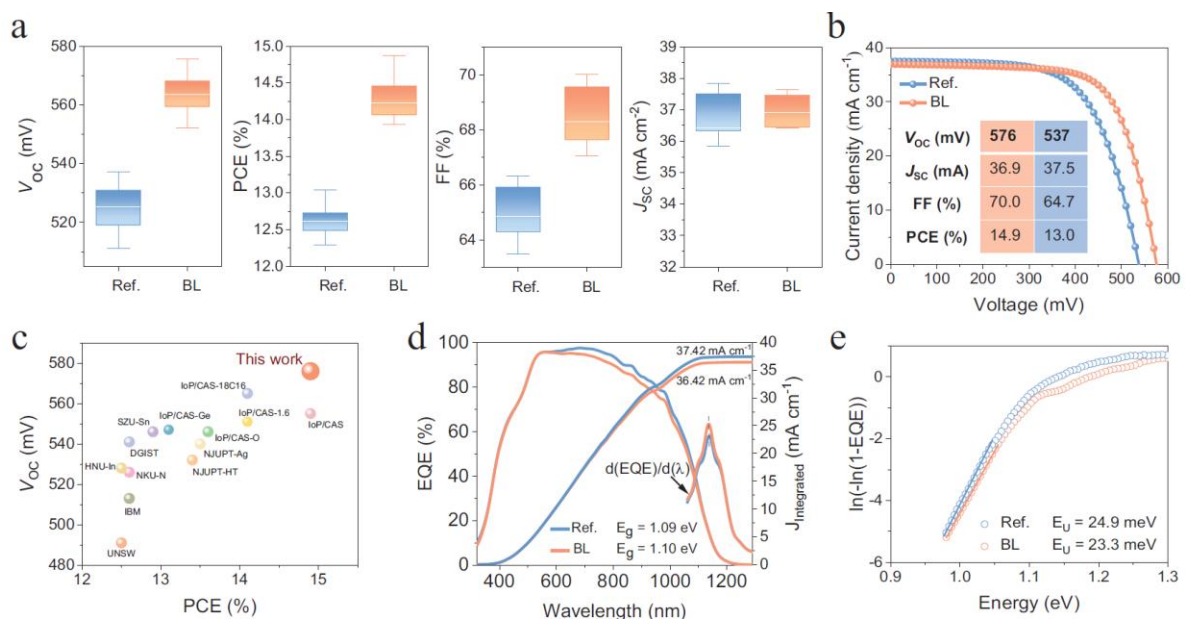 a
580
560
540
520
V_OC (mV)
Ref.
BL
15.0
14.5
14.0
13.5
13.0
12.5
12.0
PCE (%)
Ref.
BL
70
68
66
64
FF (%)
Ref.
BL
39
38
37
36
35
34
33
32
J_SC (mA cm⁻²)
Ref.
BL
b
40
30
20
10
0
Current density (mA cm⁻¹)
Ref.
BL
V_OC (mV) 576 537
J_SC (mA) 36.9 37.5
FF (%) 70.0 64.7
PCE (%) 14.9 13.0
0 100 200 300 400 500 600
Voltage (mV)
c
580
560
540
520
500
480
V_OC (mV)
This work
IoP/CAS-18C16
IoP/CAS-Ge
IoP/CAS-1.6
IoP/CAS
SZU-Sn
IoP/CAS-O
DGIST
NJUPT-Ag
HNU-In
NKU-N
NJUPT-HT
IBM
UNSW
12 13 14 15
PCE (%)
d
100
90
80
70
60
50
40
30
20
10
0
EQE (%)
37.42 mA cm⁻¹
36.42 mA cm⁻¹
d(EQE)/d(λ)
Ref. E_g = 1.09 eV
BL E_g = 1.10 eV
40
35
30
25
20
15
10
5
0
J_Integrated (mA cm⁻¹)
400 600 800 1000 1200
Wavelength (nm)
e
0
-2
-4
-6
ln(-ln(1-EQE))
Ref. E_U = 24.9 meV
BL E_U = 23.3 meV
0.9 1.0 1.1 1.2 1.3
Energy (eV)